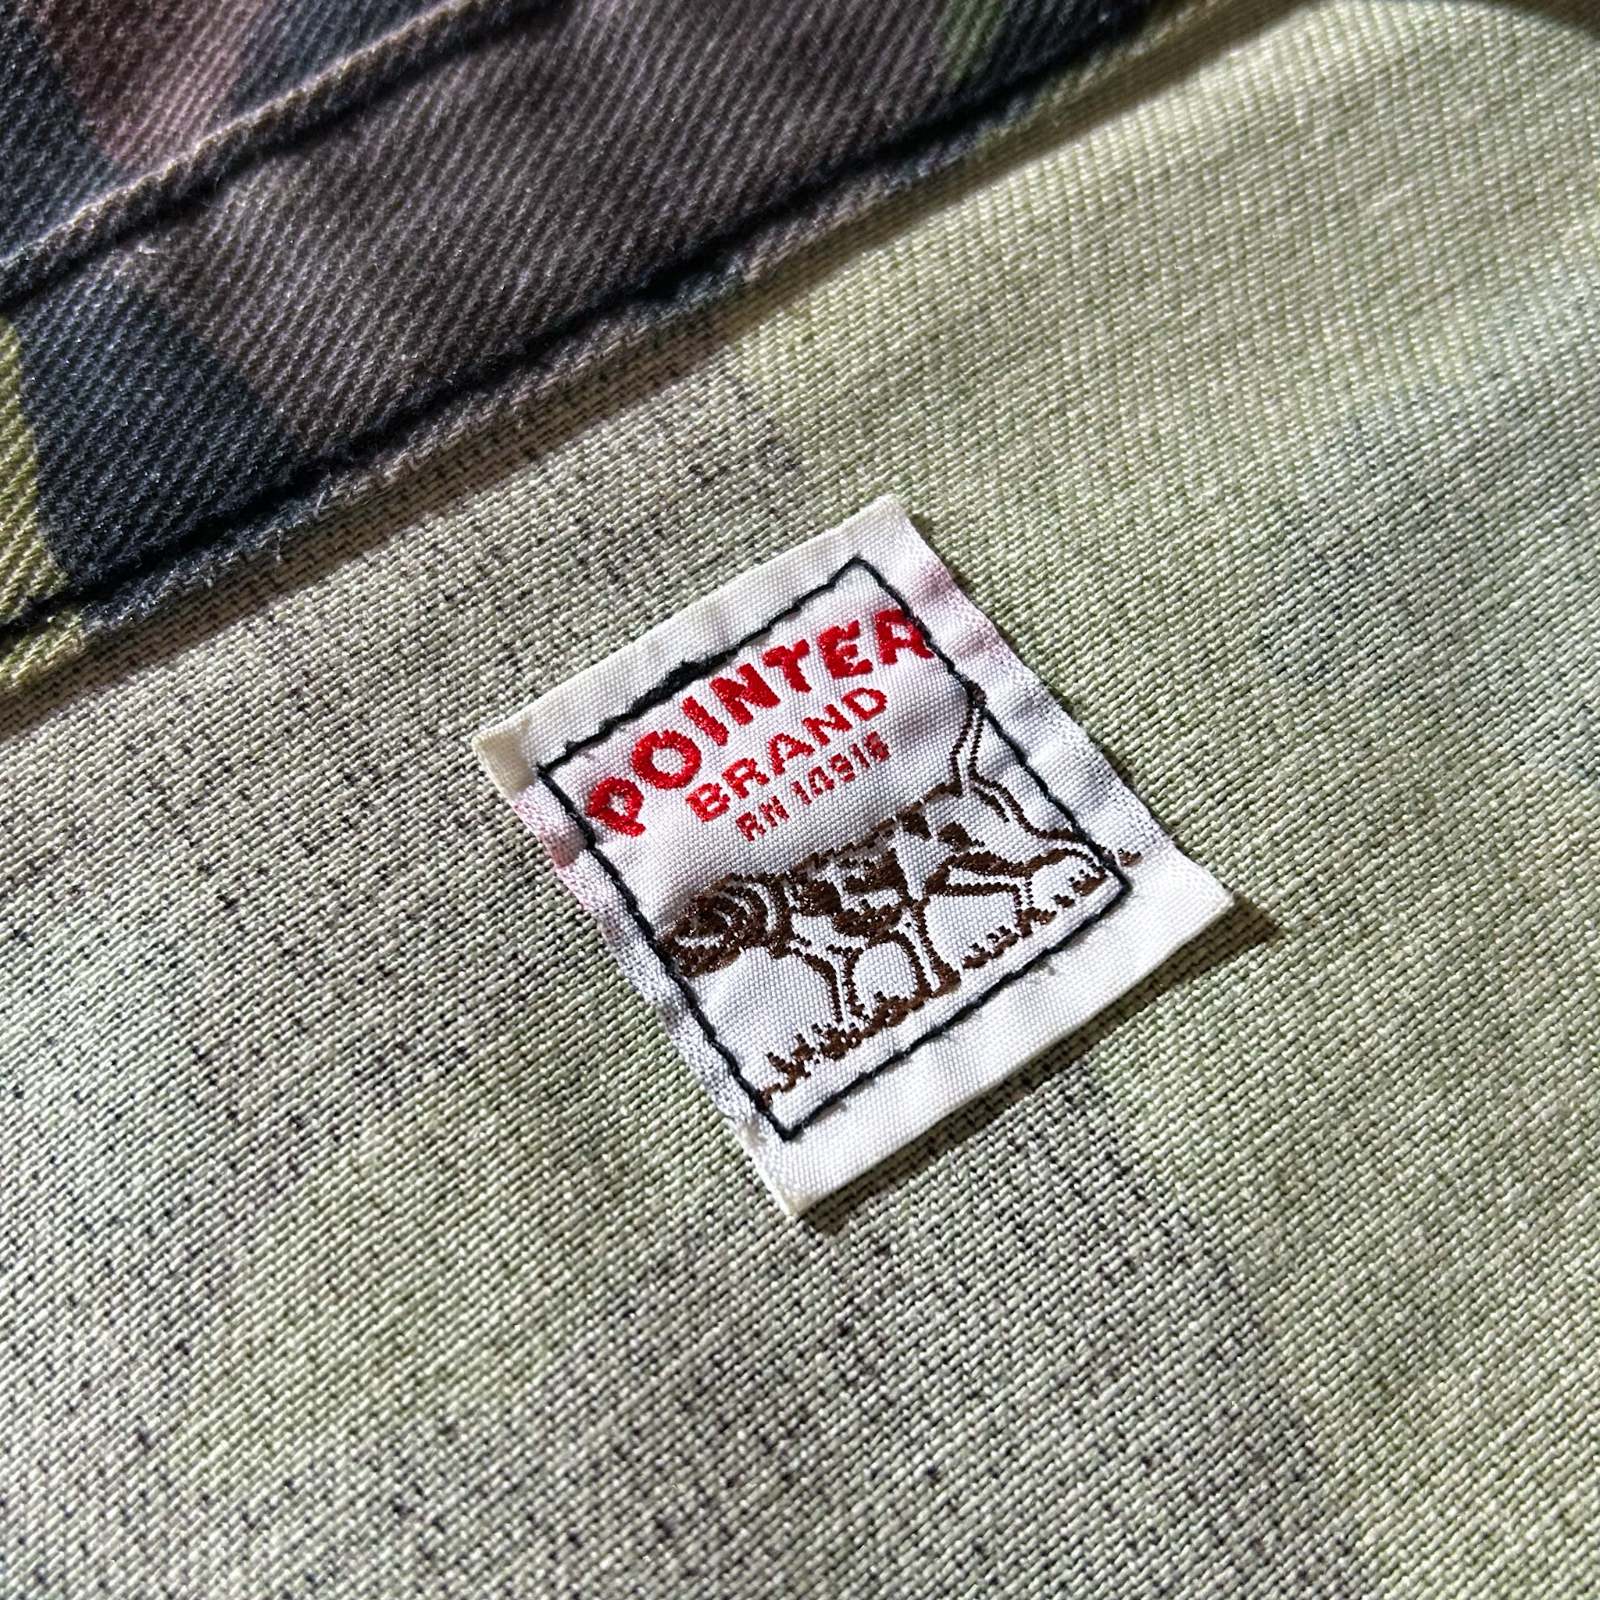 POINTER
BRAND
RN 14916